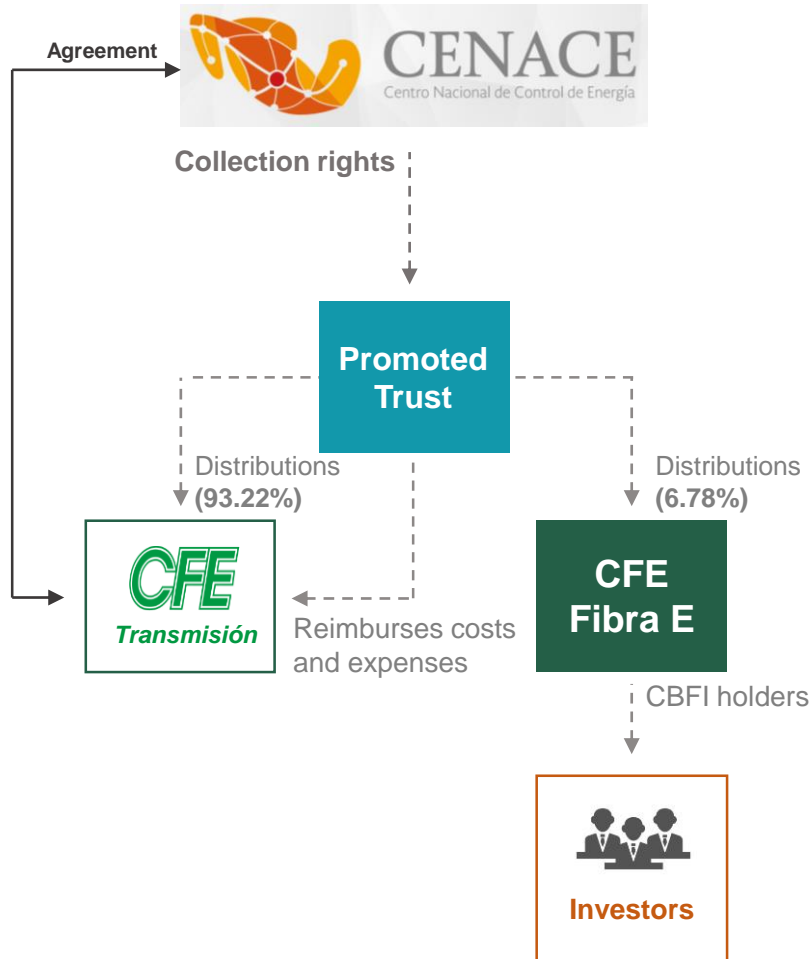 Agreement
CENACE
Centro Nacional de Control de Energía
Collection rights
Promoted
Trust
Distributions
(93.22%)
Distributions
(6.78%)
CFE
Transmisión
Reimburses costs
and expenses
CFE
Fibra E
CBFI holders
Investors